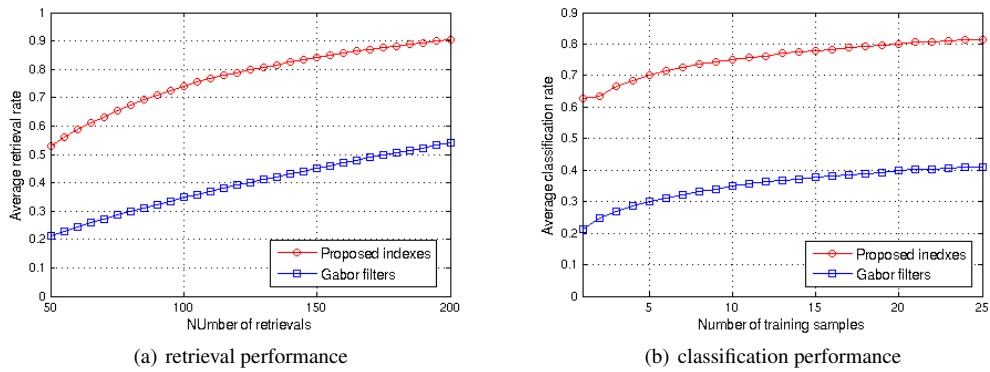 1
0.9
0.8
0.7
0.6
0.5
0.4
0.3
0.2
0.1
0
Average retrieval rate
50 100 150 200
NUmber of retrievals
Proposed indexes
Gabor filters
(a) retrieval performance
0.9
0.8
0.7
0.6
0.5
0.4
0.3
0.2
0.1
0
Average classification rate
5 10 15 20 25
Number of training samples
Proposed inedxes
Gabor filters
(b) classification performance